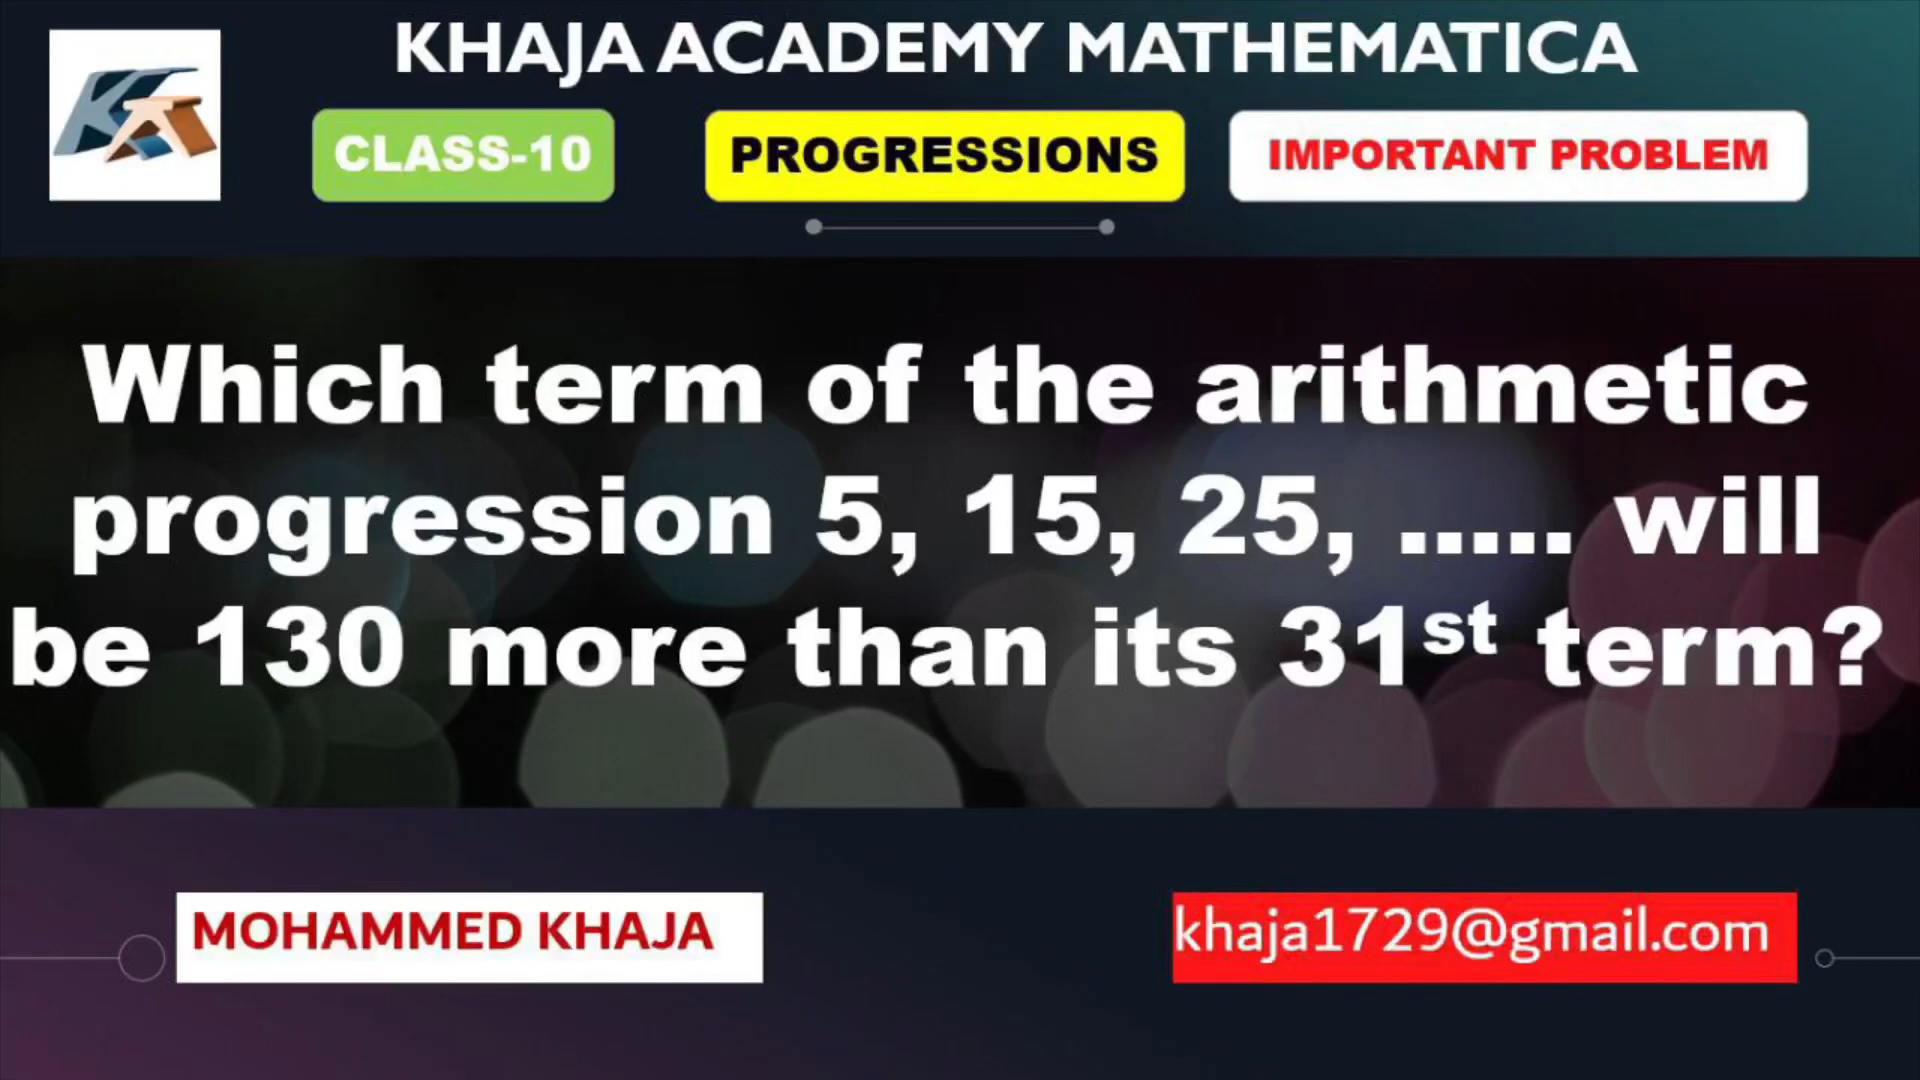 KHAJA ACADEMY MATHEMATICA
CLASS-10
PROGRESSIONS
IMPORTANT PROBLEM
Which term of the arithmetic
progression 5, 15, 25, ..... will
be 130 more than its 31st term?
MOHAMMED KHAJA
khaja1729@gmail.com